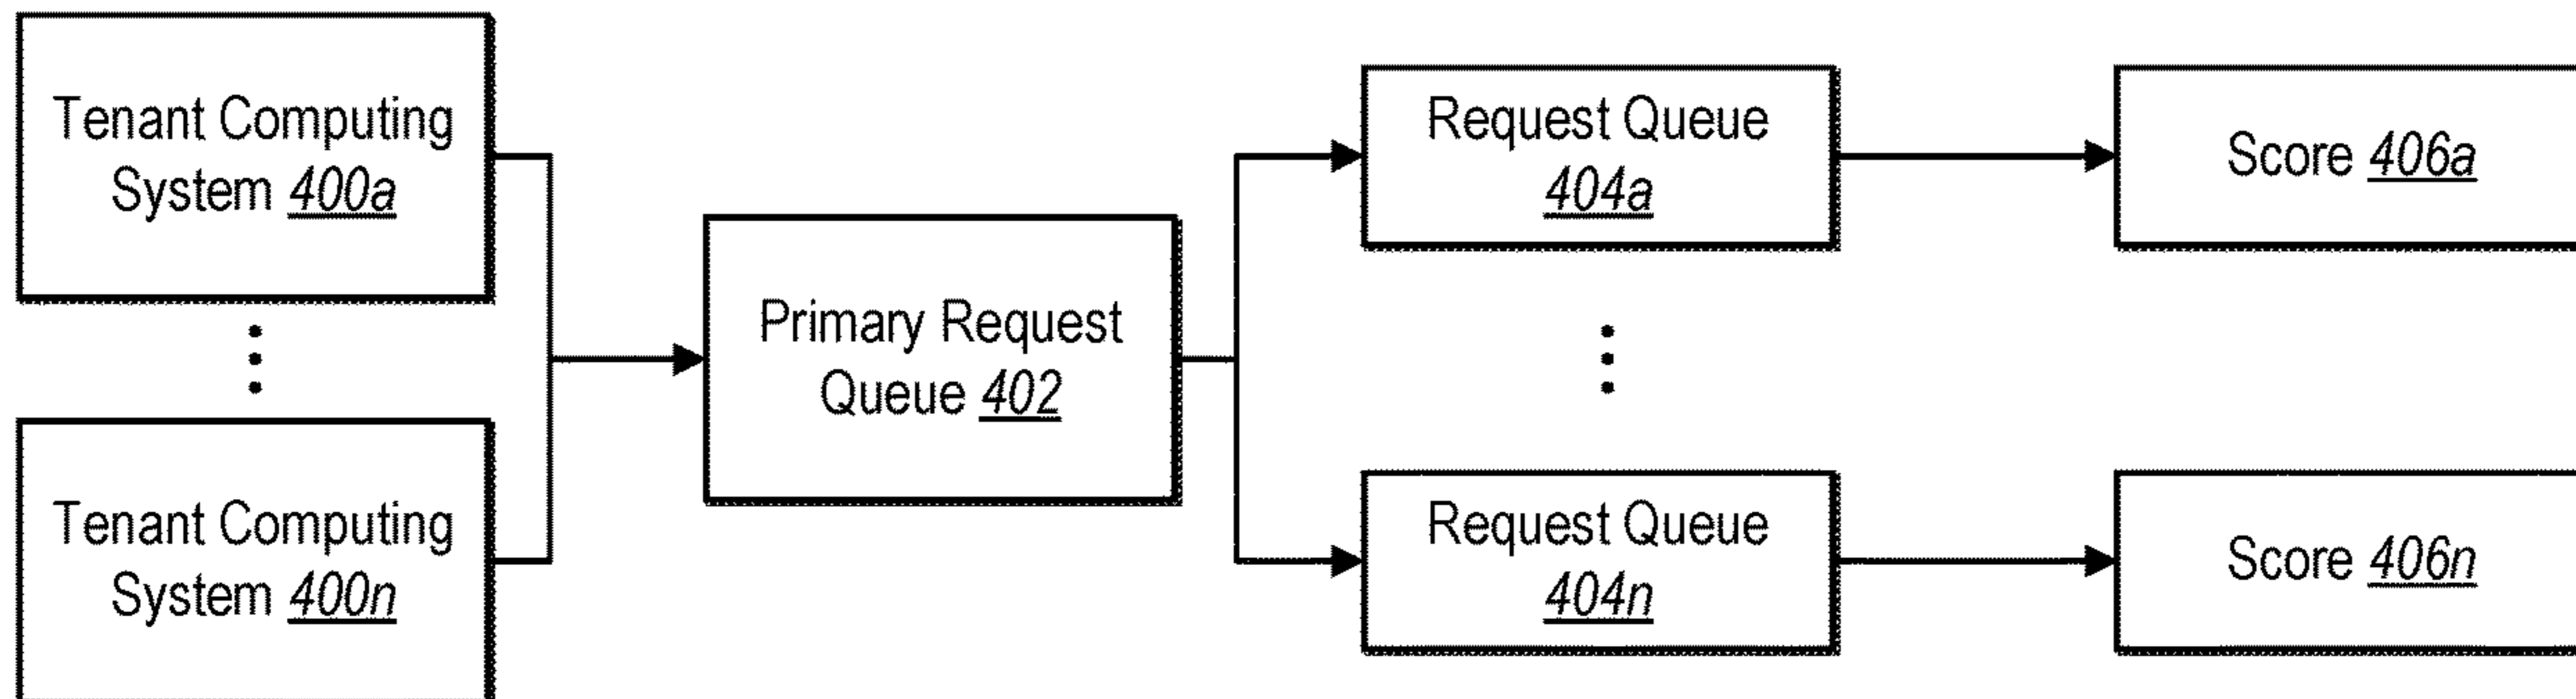 Tenant Computing
System 400a
Tenant Computing
System 400n
Primary Request
Queue 402
Request Queue
404a
Request Queue
404n
Score 406a
Score 406n